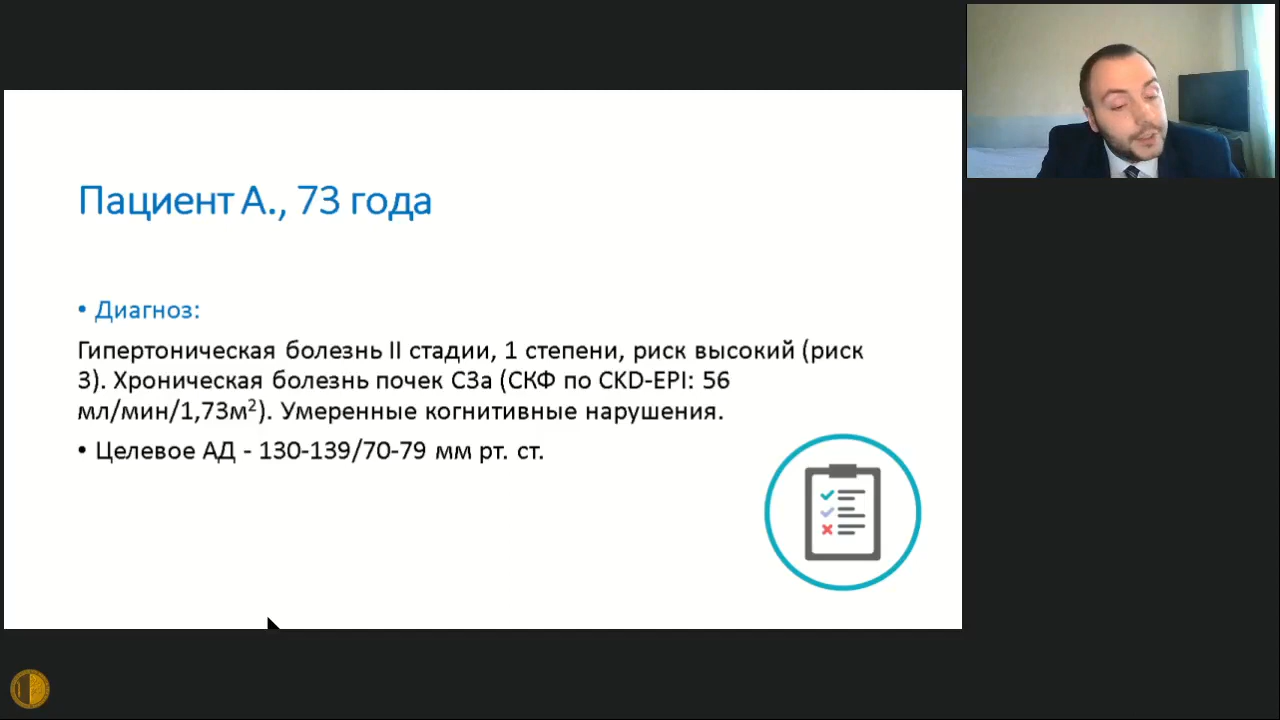 Пациент А., 73 года
• Диагноз:
Гипертоническая болезнь II стадии, 1 степени, риск высокий (риск
3). Хроническая болезнь почек С3а (СКФ по CKD-EPI: 56
мл/мин/1,73м²). Умеренные когнитивные нарушения.
• Целевое АД - 130-139/70-79 мм рт. ст.